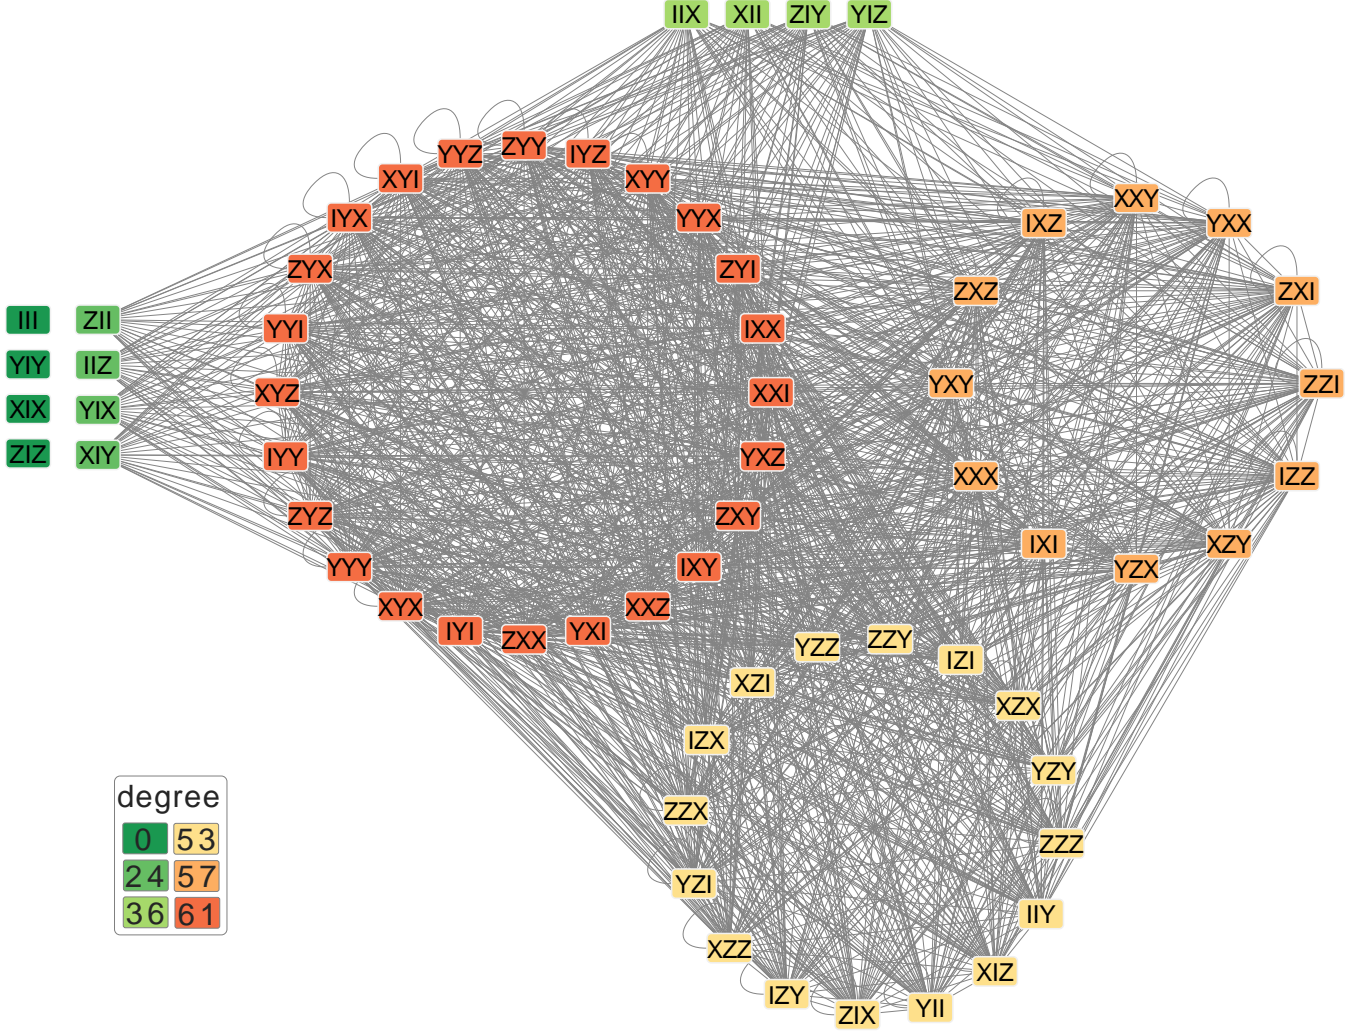 IIX XII ZIY YIZ
ZYY
YYZ IYZ
XYI XYY
XXY
IYX YYX IXZ YXX
ZYX ZYI
ZXZ ZXI
III ZII YYI IXX
YIY IIZ
YXY ZZI
XYZ XXI
XIX YIX
ZIZ XIY IYY YXZ
XXX IZZ
ZYZ ZXY
IXI XZY
YYY IXY YZX
XYX XXZ
IYI ZXX YXI
YZZ ZZY IZI
XZI
XZX
IZX
YZY
ZZX
ZZZ
YZI
IIY
XZZ
XIZ
IZY
ZIX YII
degree
0 53
24 57
36 61